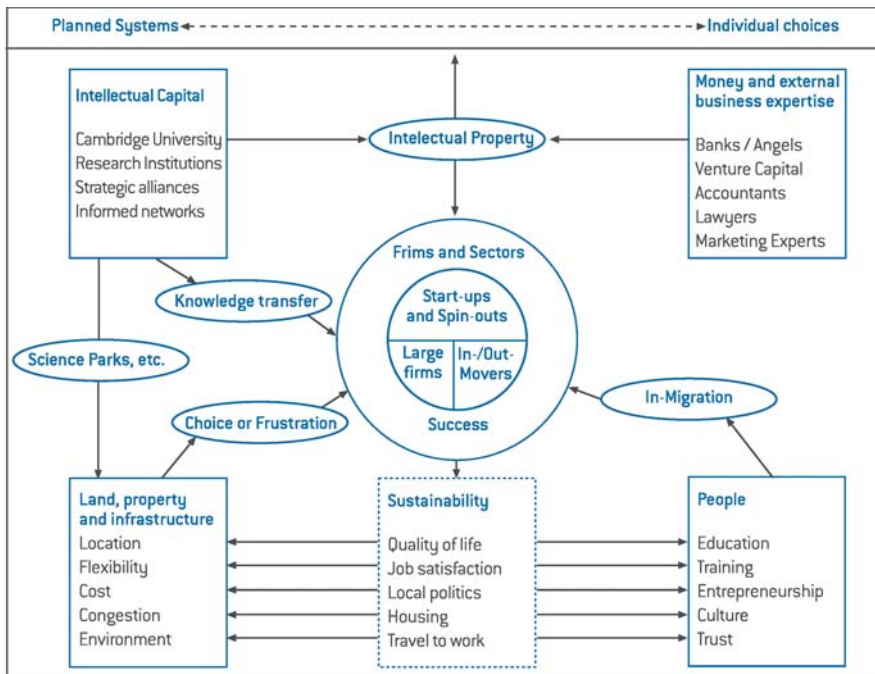 Planned Systems
Individual choices
Intellectual Capital
Cambridge University
Research Institutions
Strategic alliances
Informed networks
Intelectual Property
Money and external
business expertise
Banks / Angels
Venture Capital
Accountants
Lawyers
Marketing Experts
Knowledge transfer
Science Parks, etc.
Choice or Frustration
Frims and Sectors
Start-ups
and Spin-outs
Large
firms
In-/Out-
Movers
Success
In-Migration
Land, property
and infrastructure
Location
Flexibility
Cost
Congestion
Environment
Sustainability
Quality of life
Job satisfaction
Local politics
Housing
Travel to work
People
Education
Training
Entrepreneurship
Culture
Trust